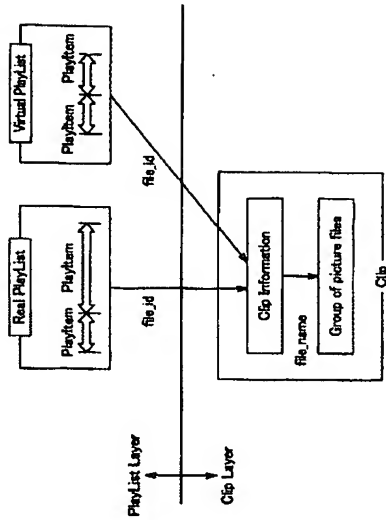 Real PlayList
PlayItem
PlayItem
Virtual PlayList
PlayItem
PlayItem
file_id
file_id
PlayList Layer
Clip Layer
Clip Information
file_name
Group of picture files
Clip